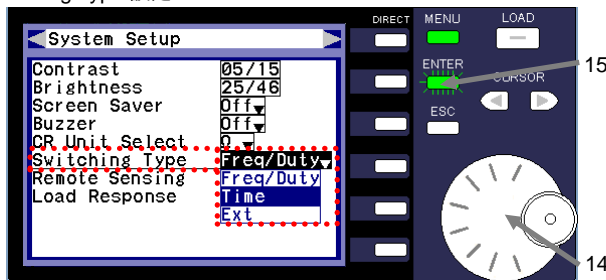 DIRECT MENU LOAD
System Setup
Contrast 05/15
Brightness 25/46
Screen Saver Off
Buzzer Off
CR Unit Select Ω
Switching Type Freq/Duty
Remote Sensing Freq/Duty
Load Response Time
Ext
ENTER
CURSOR
ESC
15
14